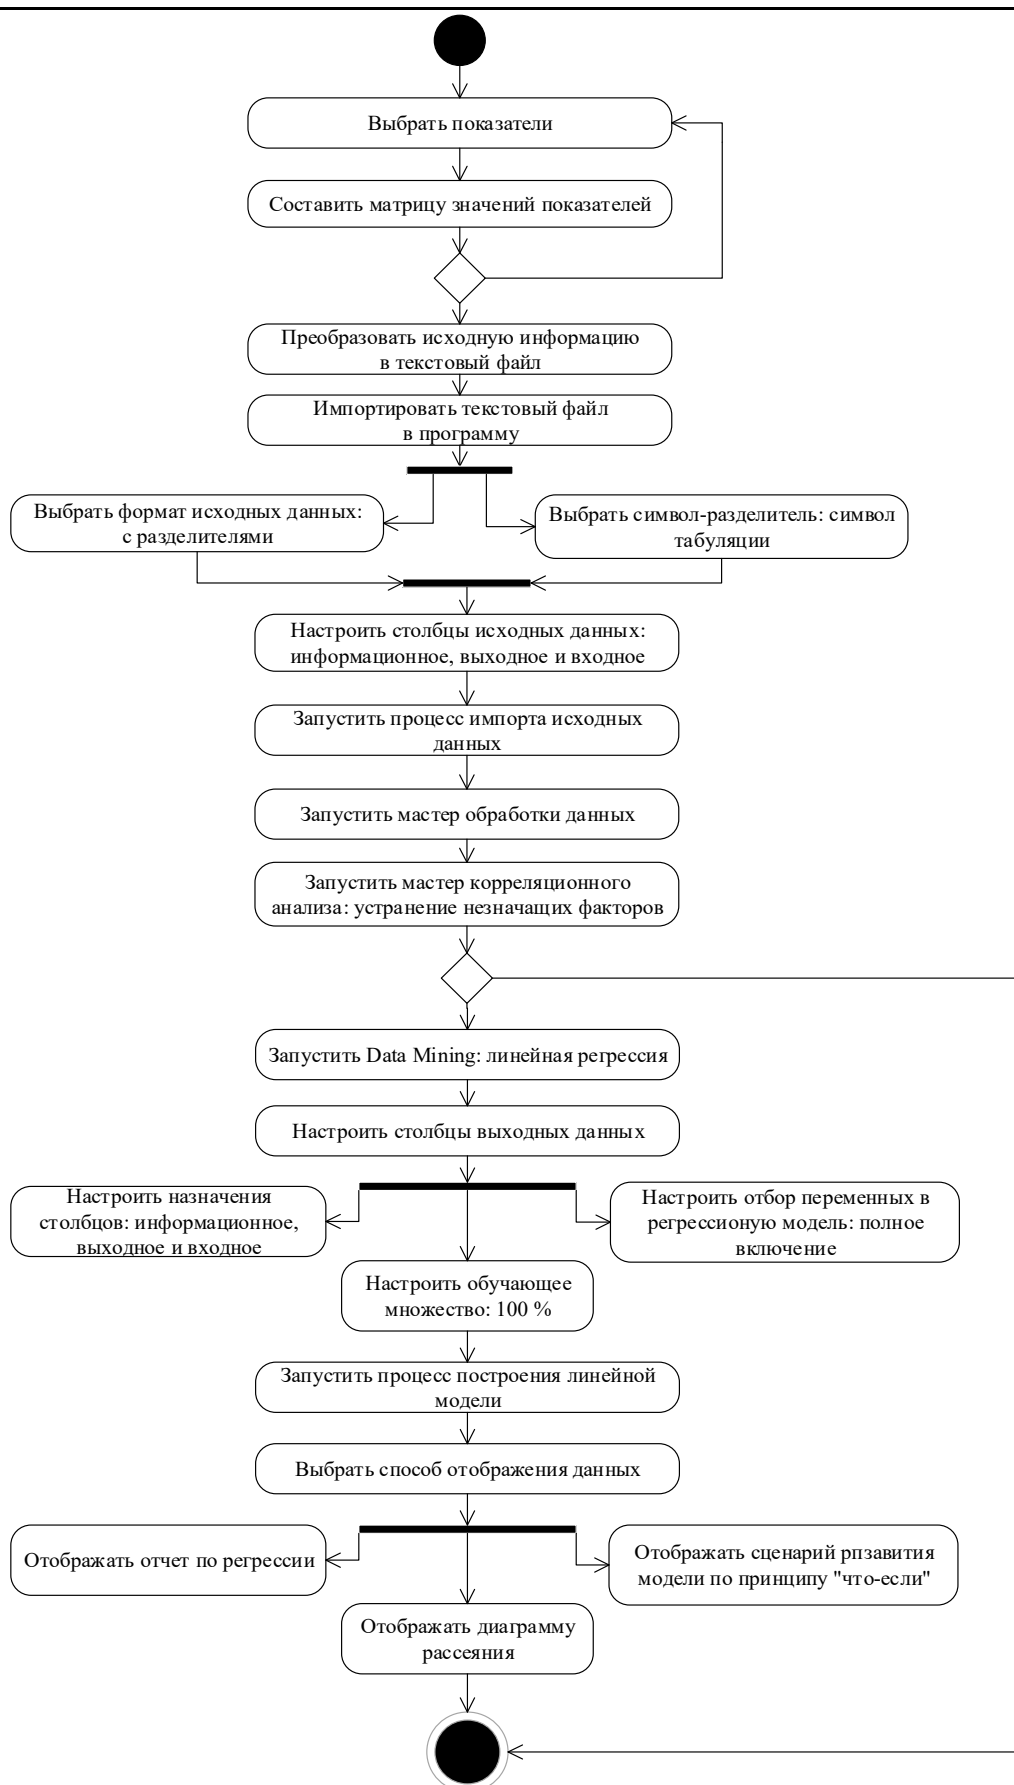 Выбрать показатели
Составить матрицу значений показателей
Преобразовать исходную информацию
в текстовый файл
Импортировать текстовый файл
в программу
Выбрать формат исходных данных:
с разделителями
Выбрать символ-разделитель: символ
табуляции
Настроить столбцы исходных данных:
информационное, выходное и входное
Запустить процесс импорта исходных
данных
Запустить мастер обработки данных
Запустить мастер корреляционного
анализа: устранение незначащих факторов
Запустить Data Mining: линейная регрессия
Настроить столбцы выходных данных
Настроить назначения
столбцов: информационное,
выходное и входное
Настроить отбор переменных в
регрессионую модель: полное
включение
Настроить обучающее
множество: 100 %
Запустить процесс построения линейной
модели
Выбрать способ отображения данных
Отображать отчет по регрессии
Отображать сценарий рпзавития
модели по принципу "что-если"
Отображать диаграмму
рассеяния